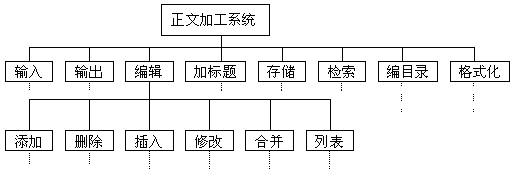 正文加工系统
输入 输出 编辑 加标题 存储 检索 编目录 格式化
添加 删除 插入 修改 合并 列表